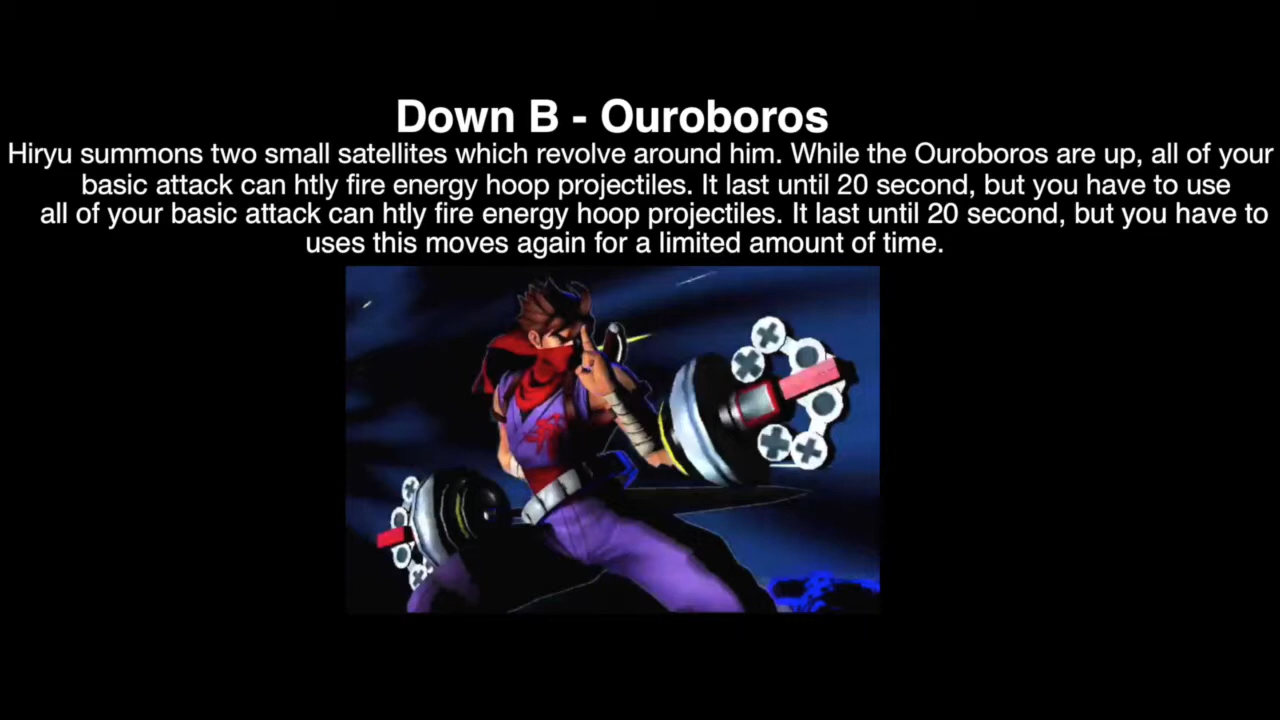 Down B - Ouroboros
Hiryu summons two small satellites which revolve around him. While the Ouroboros are up, all of your
basic attack can htly fire energy hoop projectiles. It last until 20 second, but you have to use
all of your basic attack can htly fire energy hoop projectiles. It last until 20 second, but you have to
uses this moves again for a limited amount of time.